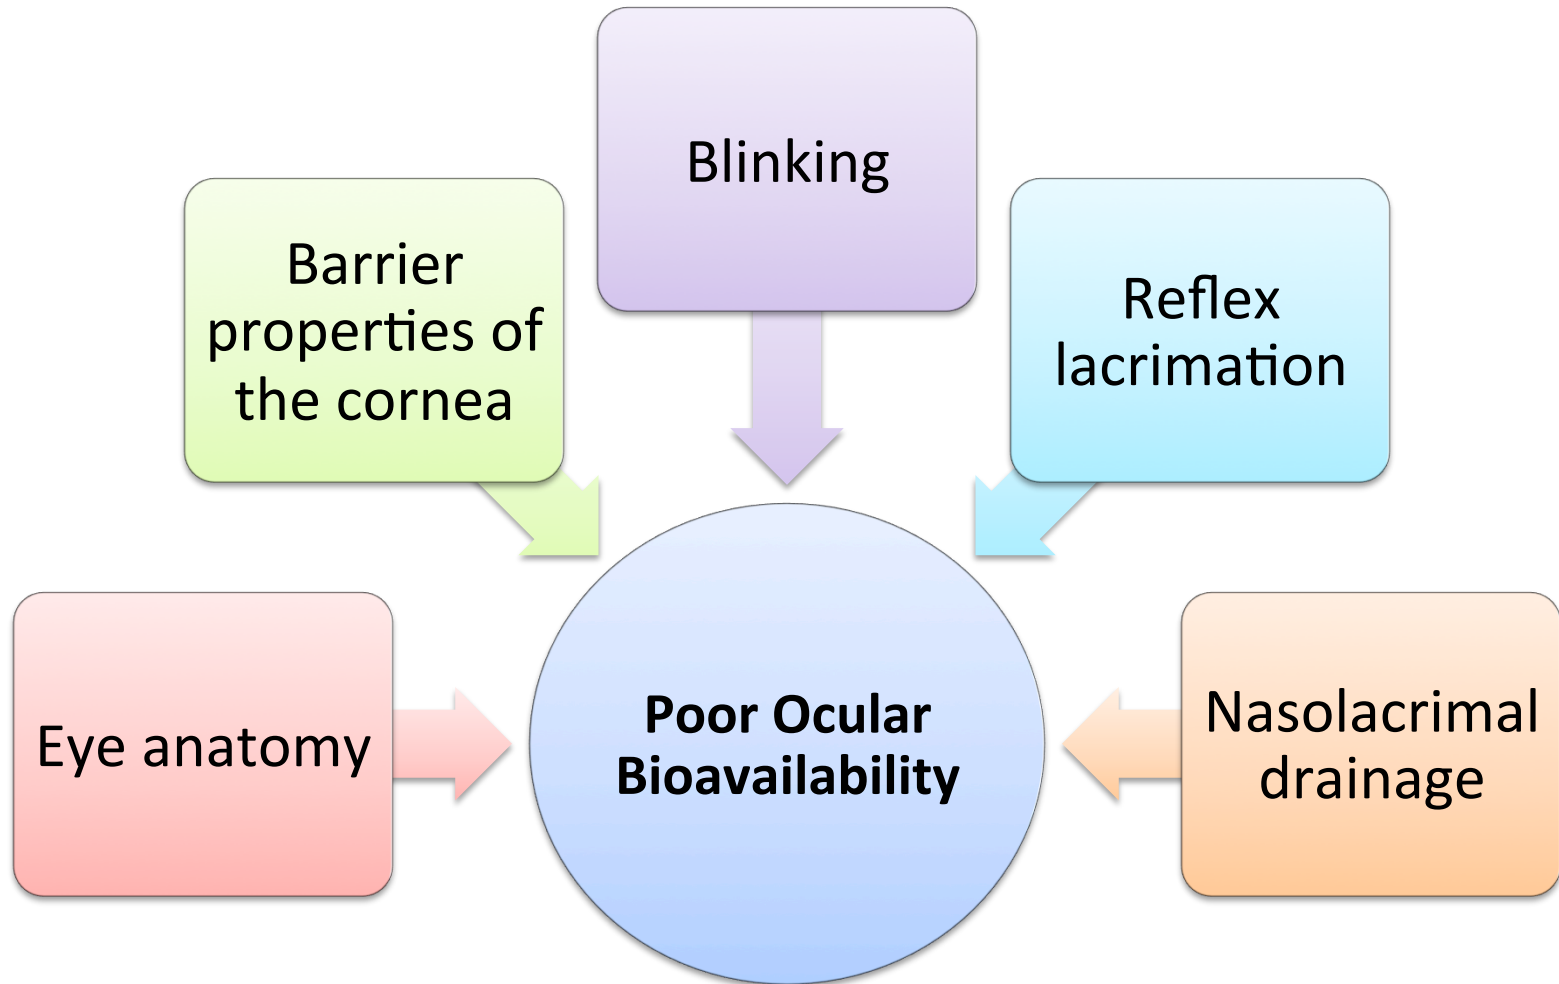 Blinking
Barrier
properties of
the cornea
Reflex
lacrimation
Eye anatomy
Poor Ocular
Bioavailability
Nasolacrimal
drainage